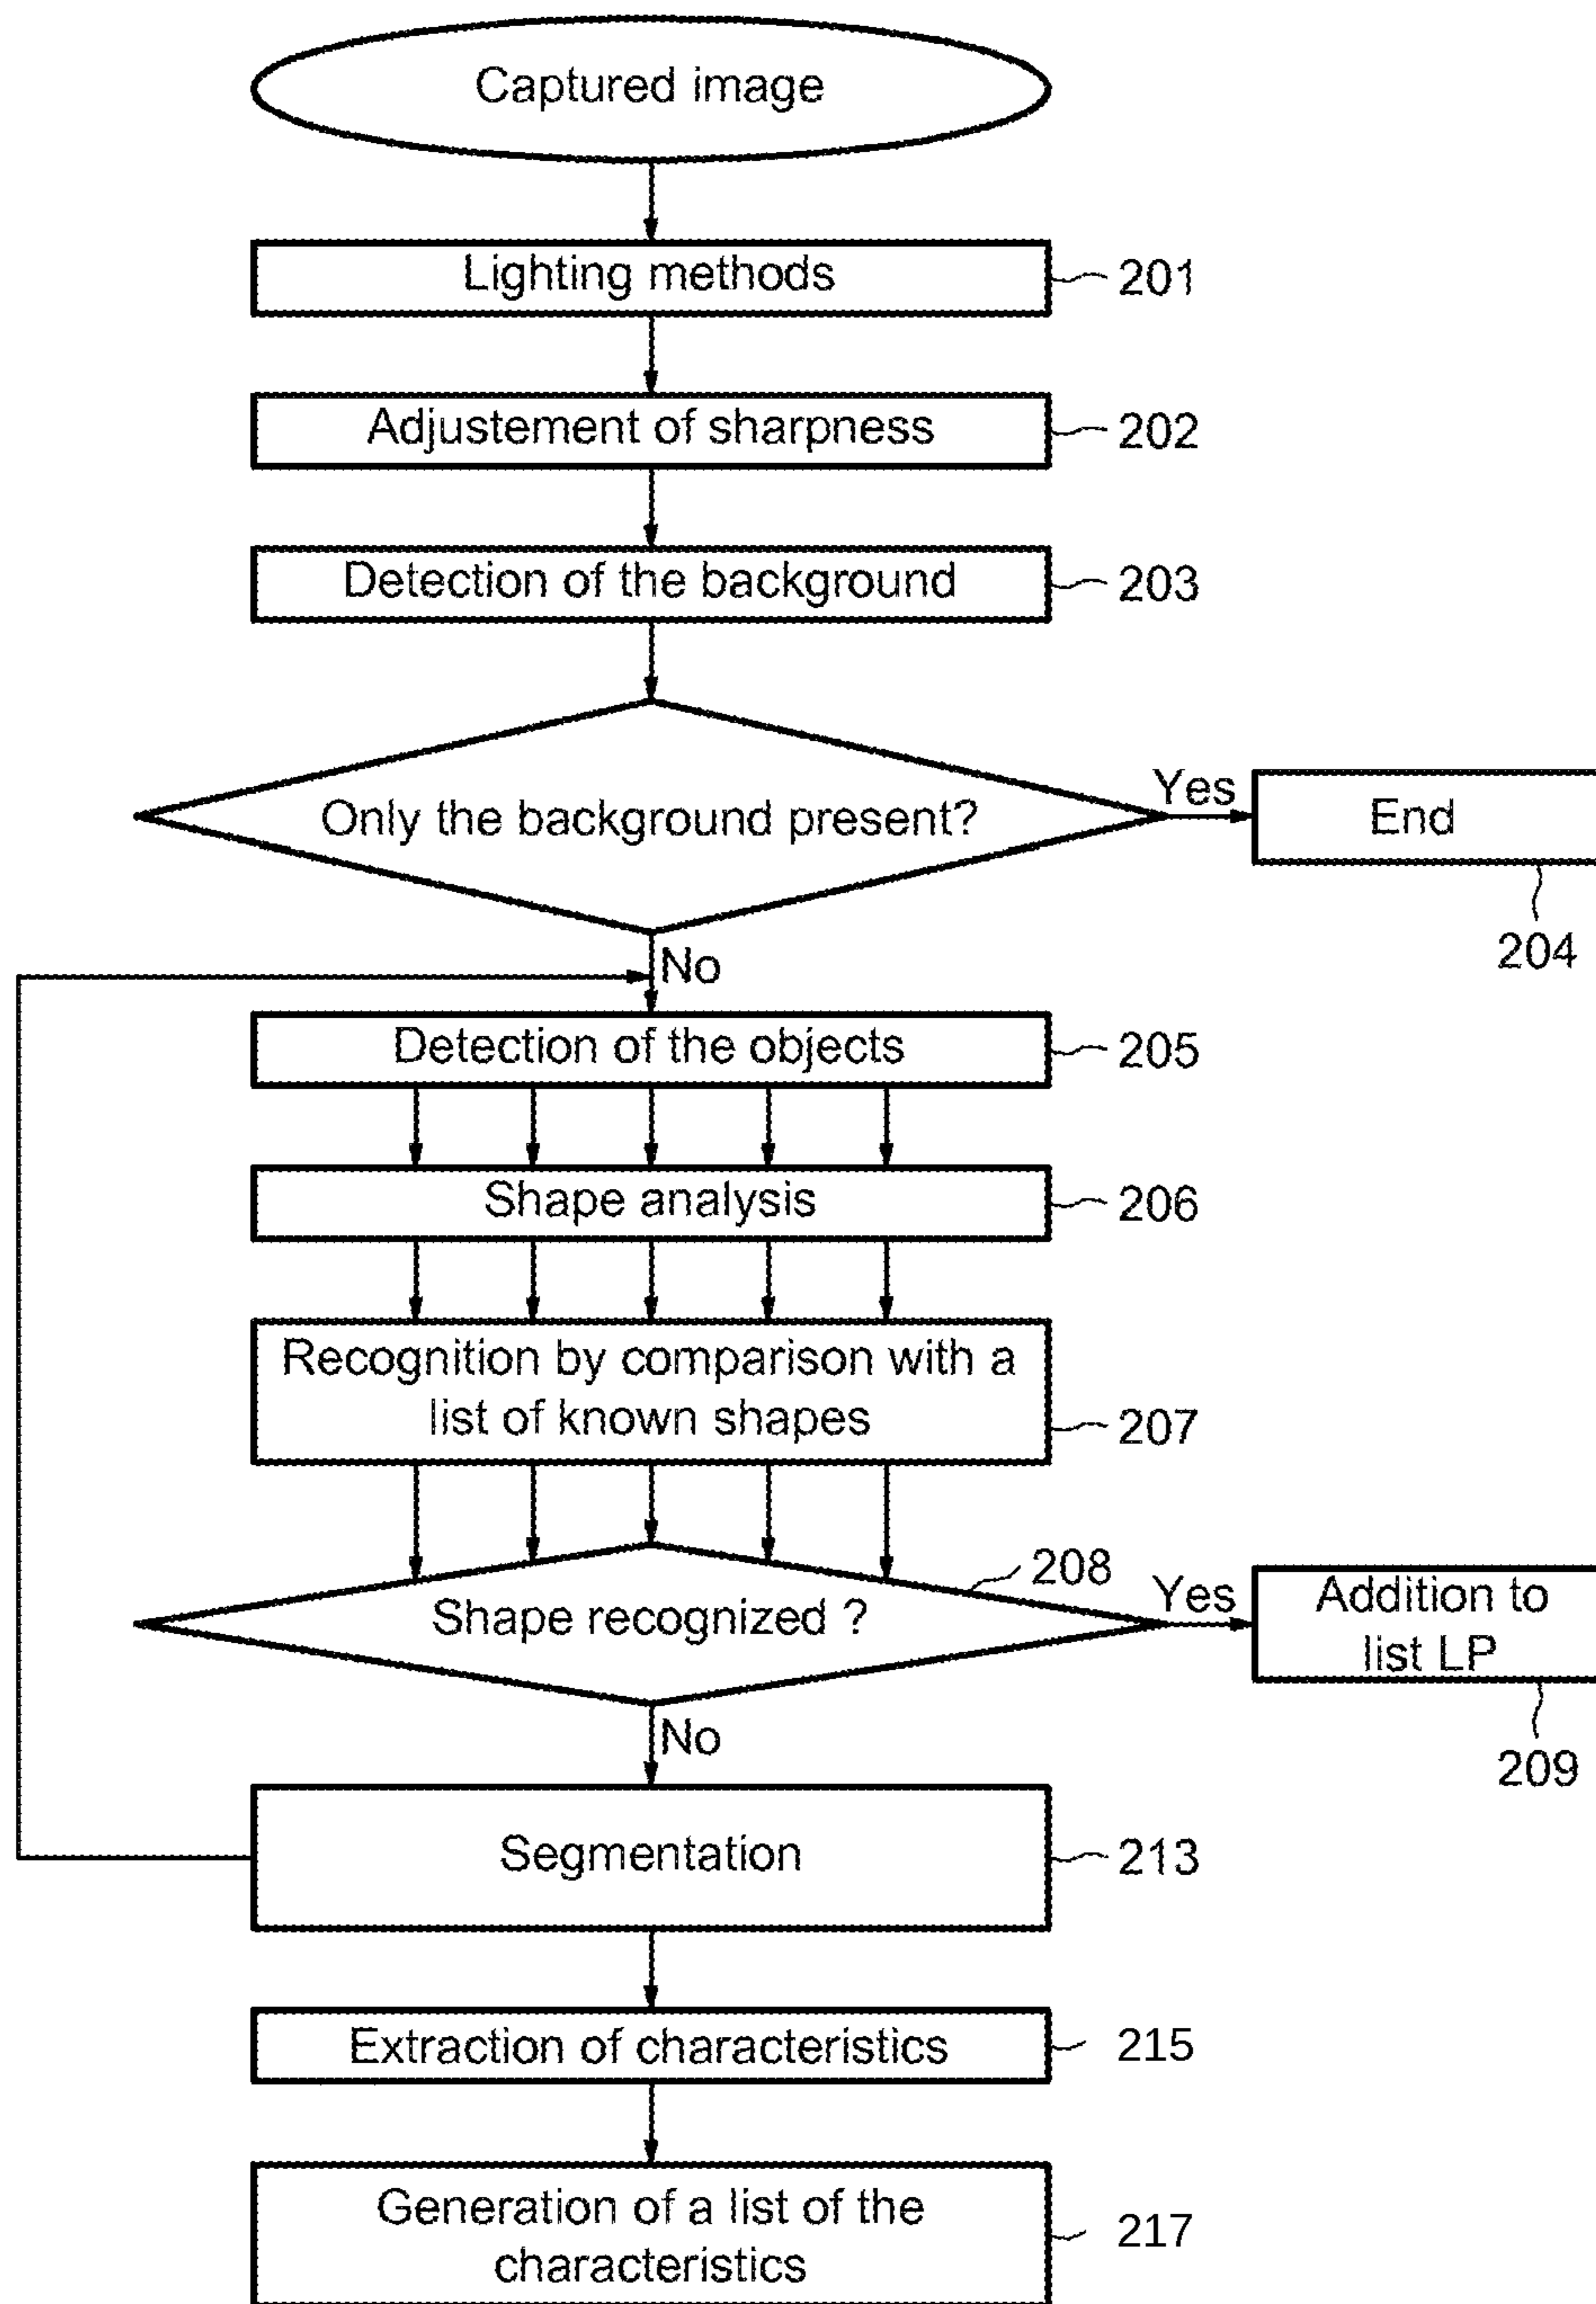 Captured image
Lighting methods
201
Adjustement of sharpness
202
Detection of the background
203
Only the background present?
Yes
End
204
No
Detection of the objects
205
Shape analysis
206
Recognition by comparison with a
list of known shapes
207
208
Shape recognized ?
Yes
Addition to
list LP
209
No
Segmentation
213
Extraction of characteristics
215
Generation of a list of the
characteristics
217